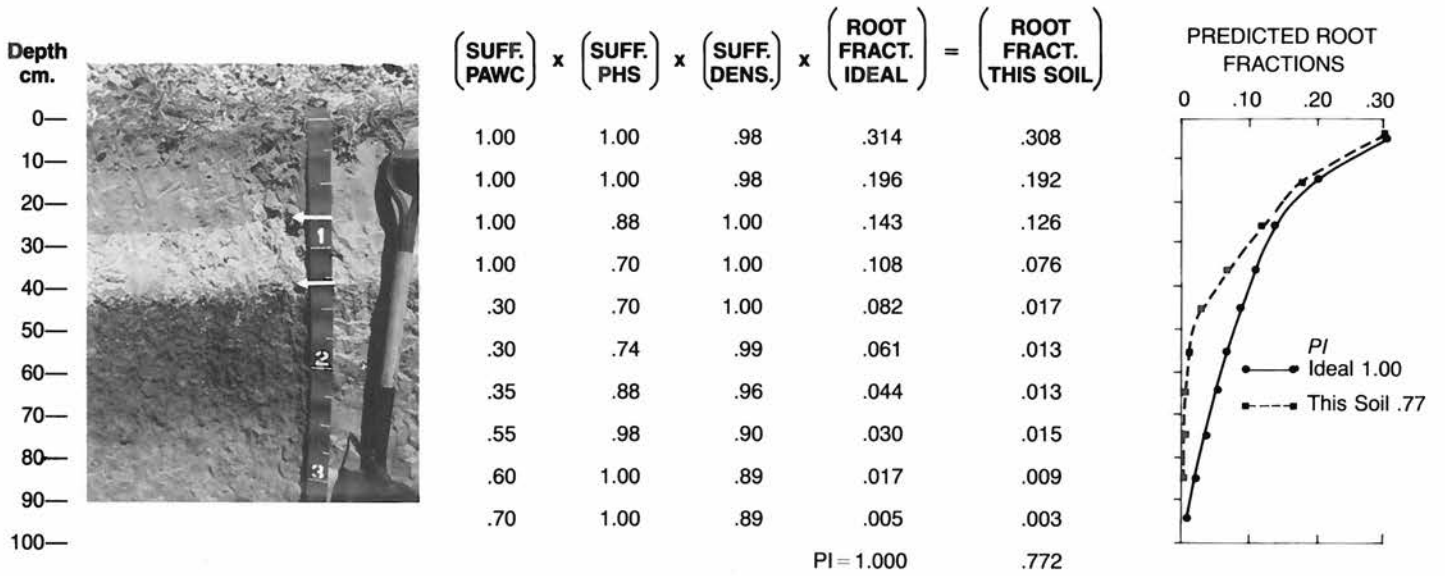 Depth
cm.
0—
10—
20—
30—
40—
50—
60—
70—
80—
90—
100—
1
2
3
(SUFF. PAWC) x (SUFF. PHS) x (SUFF. DENS.) x (ROOT FRACT. IDEAL) = (ROOT FRACT. THIS SOIL)
1.00 1.00 .98 .314 .308
1.00 1.00 .98 .196 .192
1.00 .88 1.00 .143 .126
1.00 .70 1.00 .108 .076
.30 .70 1.00 .082 .017
.30 .74 .99 .061 .013
.35 .88 .96 .044 .013
.55 .98 .90 .030 .015
.60 1.00 .89 .017 .009
.70 1.00 .89 .005 .003
PI = 1.000 .772
PREDICTED ROOT
FRACTIONS
0 .10 .20 .30
PI
Ideal 1.00
This Soil .77